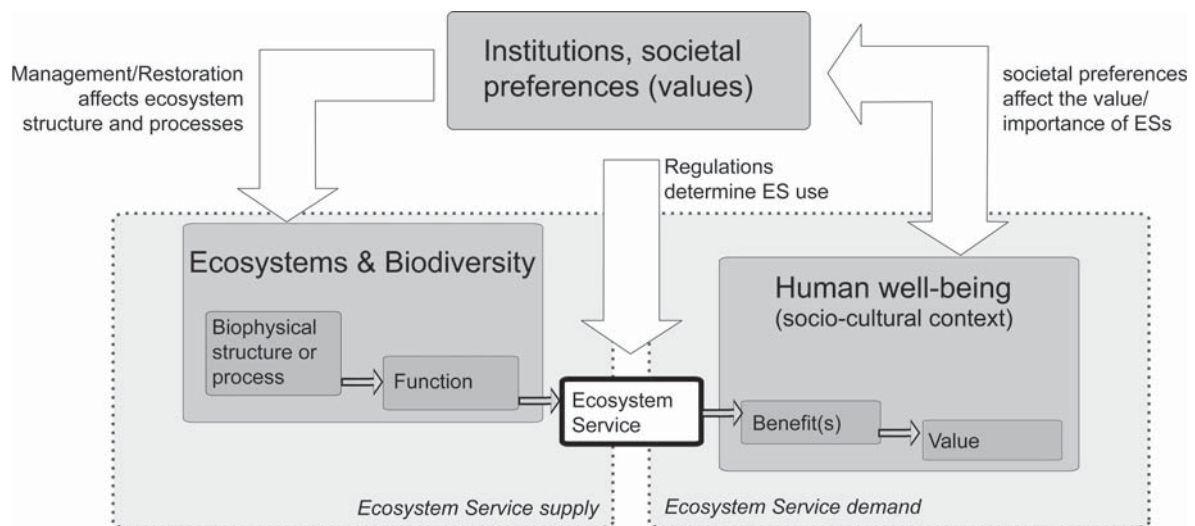 Institutions, societal
preferences (values)
Management/Restoration
affects ecosystem
structure and processes
societal preferences
affect the value/
importance of ESs
Regulations
determine ES use
Ecosystems & Biodiversity
Biophysical
structure or
process
Function
Ecosystem
Service
Human well-being
(socio-cultural context)
Benefit(s)
Value
Ecosystem Service supply
Ecosystem Service demand